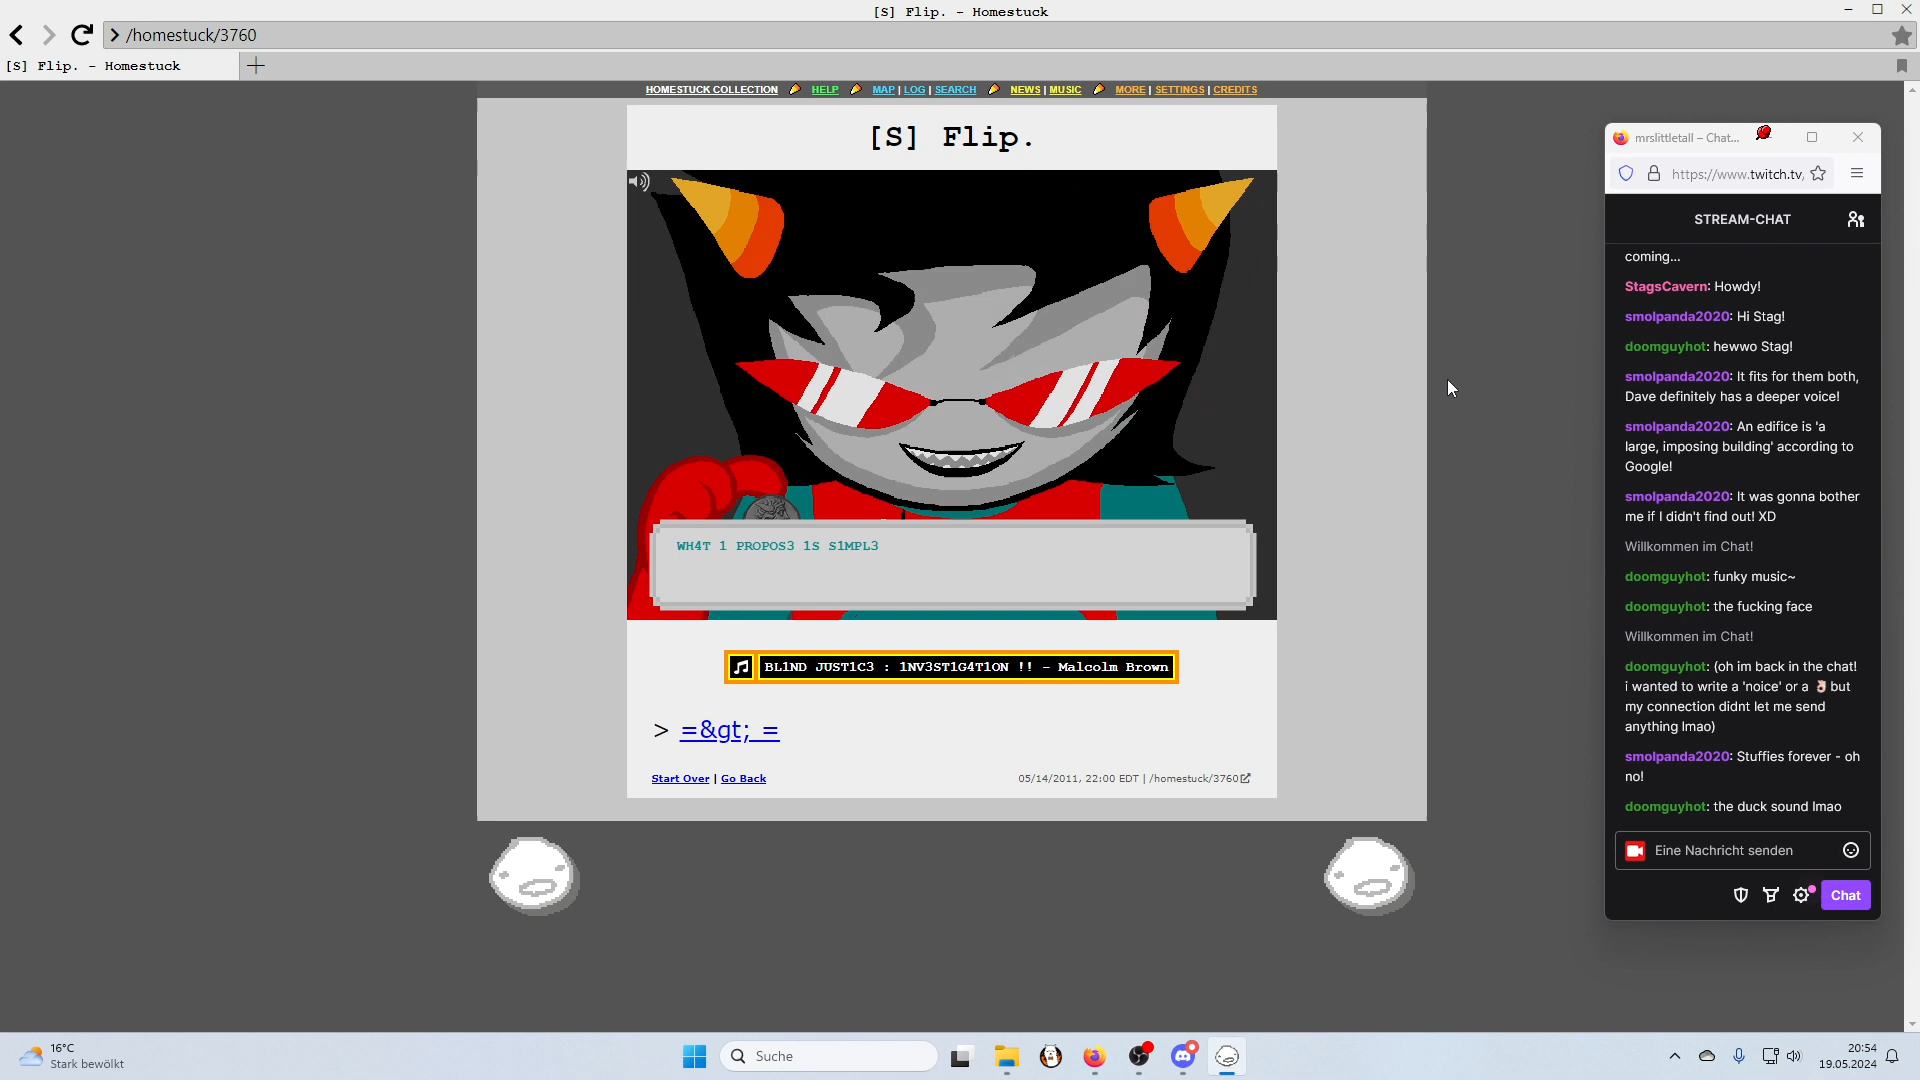 [S] Flip. - Homestuck
/homestuck/3760
[S] Flip. - Homestuck
HOMESTUCK COLLECTION HELP MAP | LOG | SEARCH NEWS | MUSIC MORE | SETTINGS | CREDITS
[S] Flip.
WH4T 1 PROPOS3 1S S1MPL3
BL1ND JUST1C3 : 1NV3ST1G4T1ON !! - Malcolm Brown
> =&gt; =
Start Over | Go Back
05/14/2011, 22:00 EDT | /homestuck/3760
mrslittletall – Chat...
https://www.twitch.tv
STREAM-CHAT
coming...
StagsCavern: Howdy!
smolpanda2020: Hi Stag!
doomguyhot: hewwo Stag!
smolpanda2020: It fits for them both,
Dave definitely has a deeper voice!
smolpanda2020: An edifice is 'a
large, imposing building' according to
Google!
smolpanda2020: It was gonna bother
me if I didn't find out! XD
Willkommen im Chat!
doomguyhot: funky music~
doomguyhot: the fucking face
Willkommen im Chat!
doomguyhot: (oh im back in the chat!
i wanted to write a 'noice' or a 👌 but
my connection didnt let me send
anything lmao)
smolpanda2020: Stuffies forever - oh
no!
doomguyhot: the duck sound lmao
Eine Nachricht senden
Chat
16°C
Stark bewölkt
Suche
20:54
19.05.2024